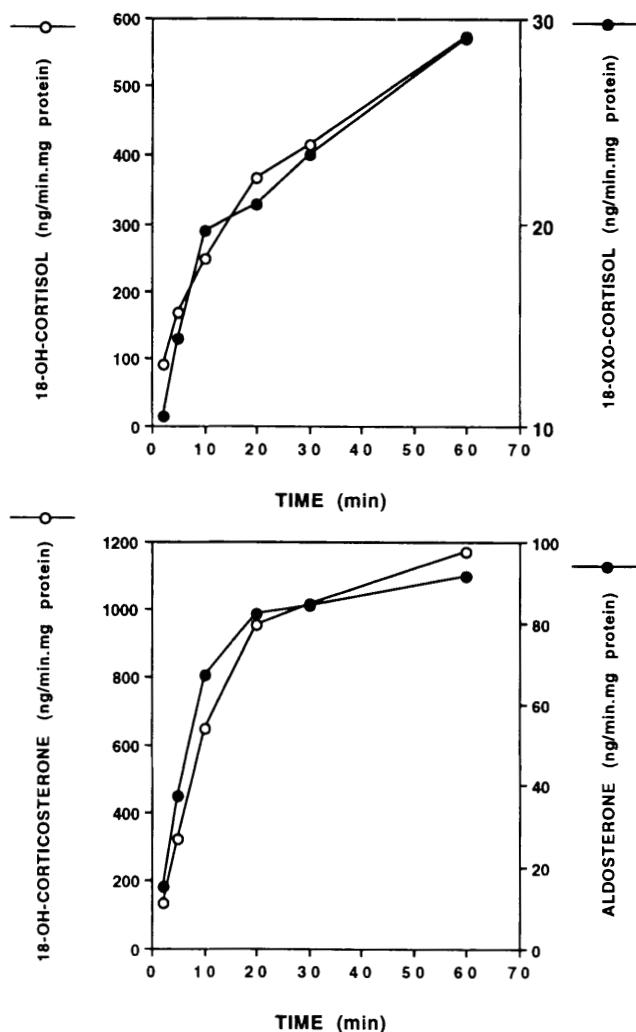 18-OH-CORTISOL (ng/min.mg protein)
600
500
400
300
200
100
0
30
20
10
18-OXO-CORTISOL (ng/min.mg protein)
0 10 20 30 40 50 60 70
TIME (min)
18-OH-CORTICOSTERONE (ng/min.mg protein)
1200
1000
800
600
400
200
0
100
80
60
40
20
0
ALDOSTERONE (ng/min.mg protein)
0 10 20 30 40 50 60 70
TIME (min)